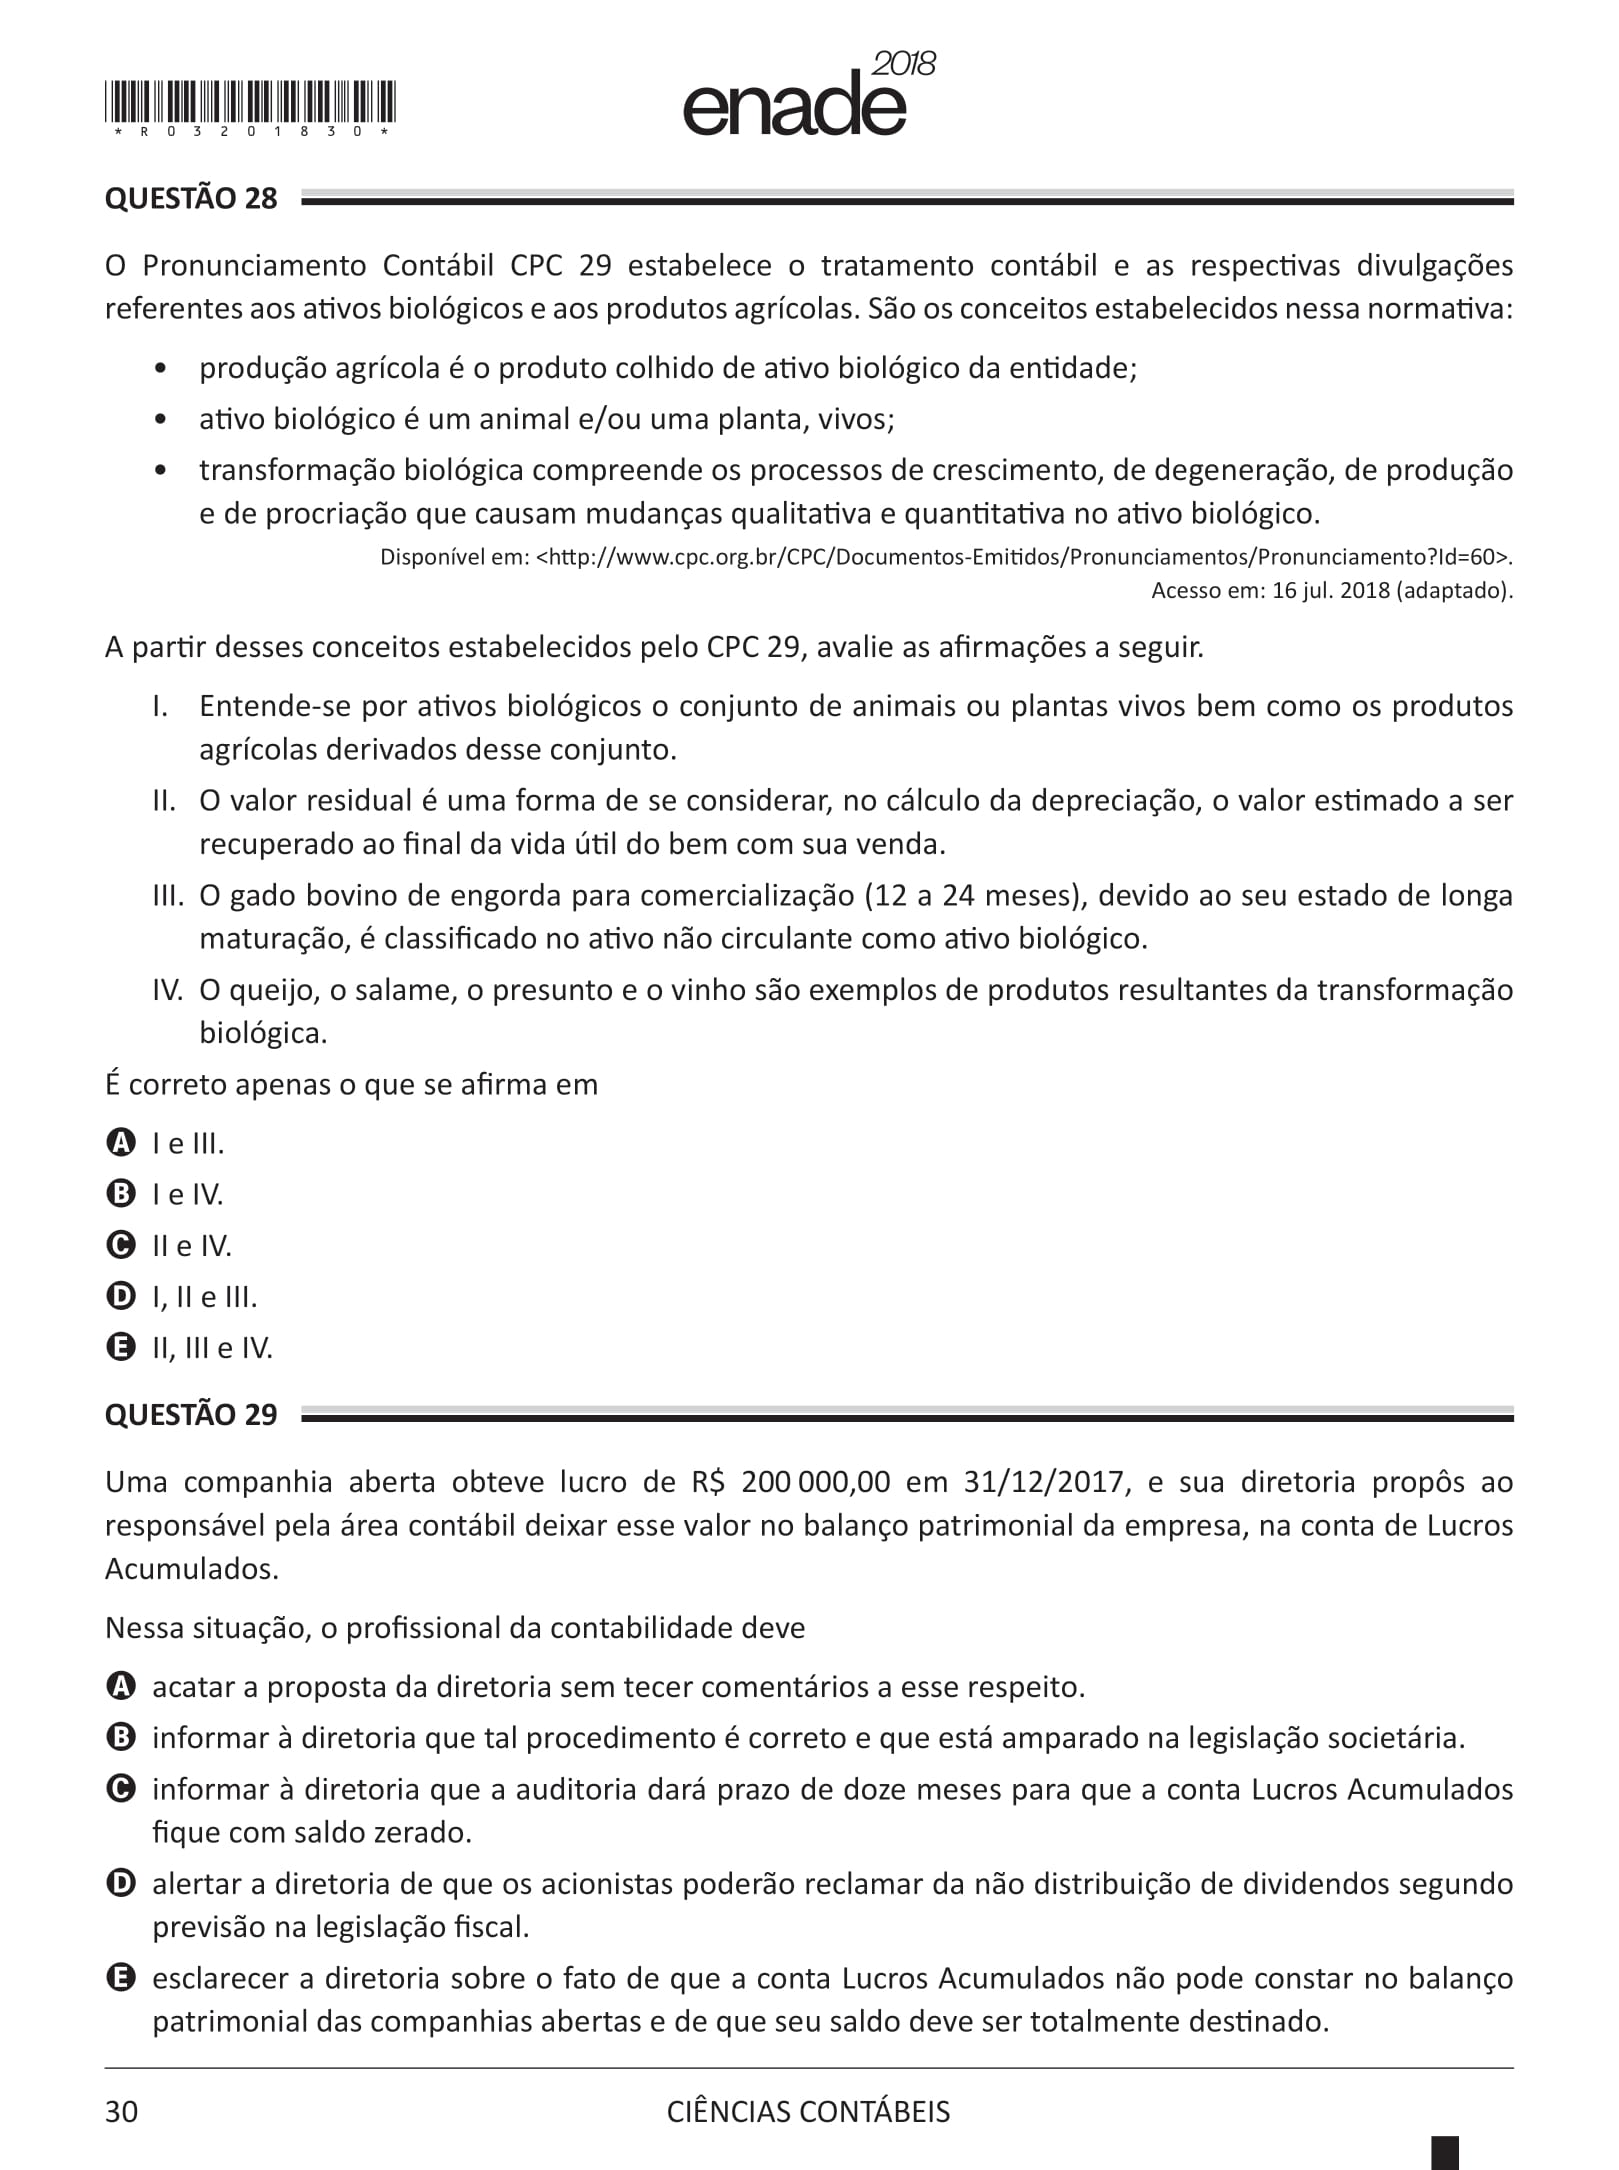 *R03201830*
enade2018
QUESTÃO 28
O Pronunciamento Contábil CPC 29 estabelece o tratamento contábil e as respectivas divulgações
referentes aos ativos biológicos e aos produtos agrícolas. São os conceitos estabelecidos nessa normativa:
• produção agrícola é o produto colhido de ativo biológico da entidade;
• ativo biológico é um animal e/ou uma planta, vivos;
• transformação biológica compreende os processos de crescimento, de degeneração, de produção
e de procriação que causam mudanças qualitativa e quantitativa no ativo biológico.
Disponível em: <http://www.cpc.org.br/CPC/Documentos-Emitidos/Pronunciamentos/Pronunciamento?Id=60>.
Acesso em: 16 jul. 2018 (adaptado).
A partir desses conceitos estabelecidos pelo CPC 29, avalie as afirmações a seguir.
I. Entende-se por ativos biológicos o conjunto de animais ou plantas vivos bem como os produtos
agrícolas derivados desse conjunto.
II. O valor residual é uma forma de se considerar, no cálculo da depreciação, o valor estimado a ser
recuperado ao final da vida útil do bem com sua venda.
III. O gado bovino de engorda para comercialização (12 a 24 meses), devido ao seu estado de longa
maturação, é classificado no ativo não circulante como ativo biológico.
IV. O queijo, o salame, o presunto e o vinho são exemplos de produtos resultantes da transformação
biológica.
É correto apenas o que se afirma em
A I e III.
B I e IV.
C II e IV.
D I, II e III.
E II, III e IV.
QUESTÃO 29
Uma companhia aberta obteve lucro de R$ 200 000,00 em 31/12/2017, e sua diretoria propôs ao
responsável pela área contábil deixar esse valor no balanço patrimonial da empresa, na conta de Lucros
Acumulados.
Nessa situação, o profissional da contabilidade deve
A acatar a proposta da diretoria sem tecer comentários a esse respeito.
B informar à diretoria que tal procedimento é correto e que está amparado na legislação societária.
C informar à diretoria que a auditoria dará prazo de doze meses para que a conta Lucros Acumulados
fique com saldo zerado.
D alertar a diretoria de que os acionistas poderão reclamar da não distribuição de dividendos segundo
previsão na legislação fiscal.
E esclarecer a diretoria sobre o fato de que a conta Lucros Acumulados não pode constar no balanço
patrimonial das companhias abertas e de que seu saldo deve ser totalmente destinado.
30
CIÊNCIAS CONTÁBEIS